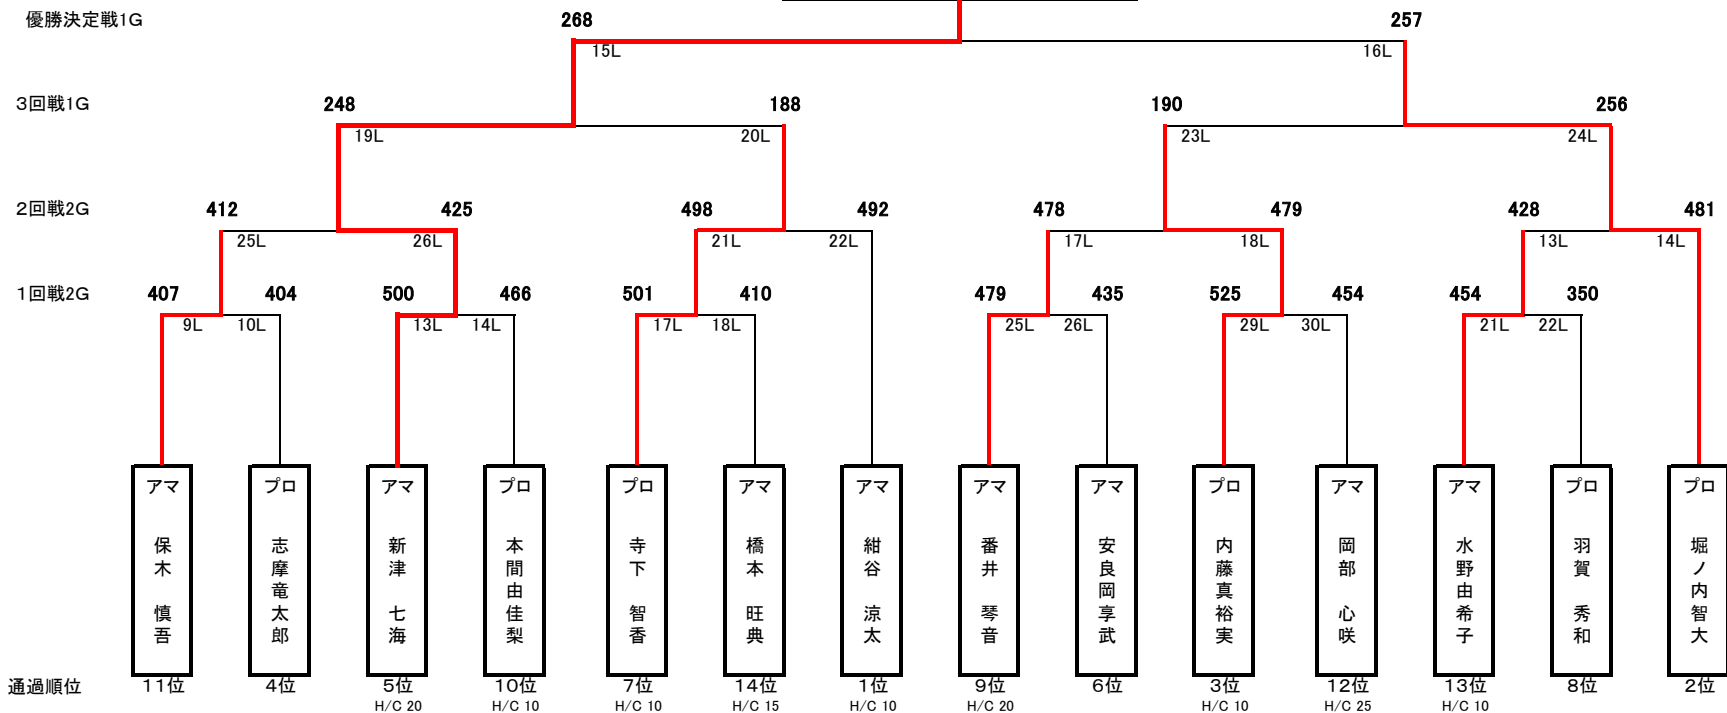 優勝決定戦1G 268 257
15L 16L
3回戦1G 248 188 190 256
19L 20L 23L 24L
2回戦2G 412 425 498 492 478 479 428 481
25L 26L 21L 22L 17L 18L 13L 14L
1回戦2G 407 404 500 466 501 410 479 435 525 454 454 350
9L 10L 13L 14L 17L 18L 25L 26L 29L 30L 21L 22L
アマ プロ アマ プロ プロ アマ アマ アマ アマ プロ アマ アマ プロ プロ
保木 慎吾
志摩竜太郎
新津 七海
本間由佳梨
寺下 智香
橋本 旺典
紺谷 涼太
番井 琴音
安良岡享武
内藤真裕実
岡部 心咲
水野由希子
羽賀 秀和
堀ノ内智大
通過順位 11位 4位 5位 10位 7位 14位 1位 9位 6位 3位 12位 13位 8位 2位
H/C 20 H/C 10 H/C 10 H/C 15 H/C 10 H/C 20 H/C 10 H/C 25 H/C 10